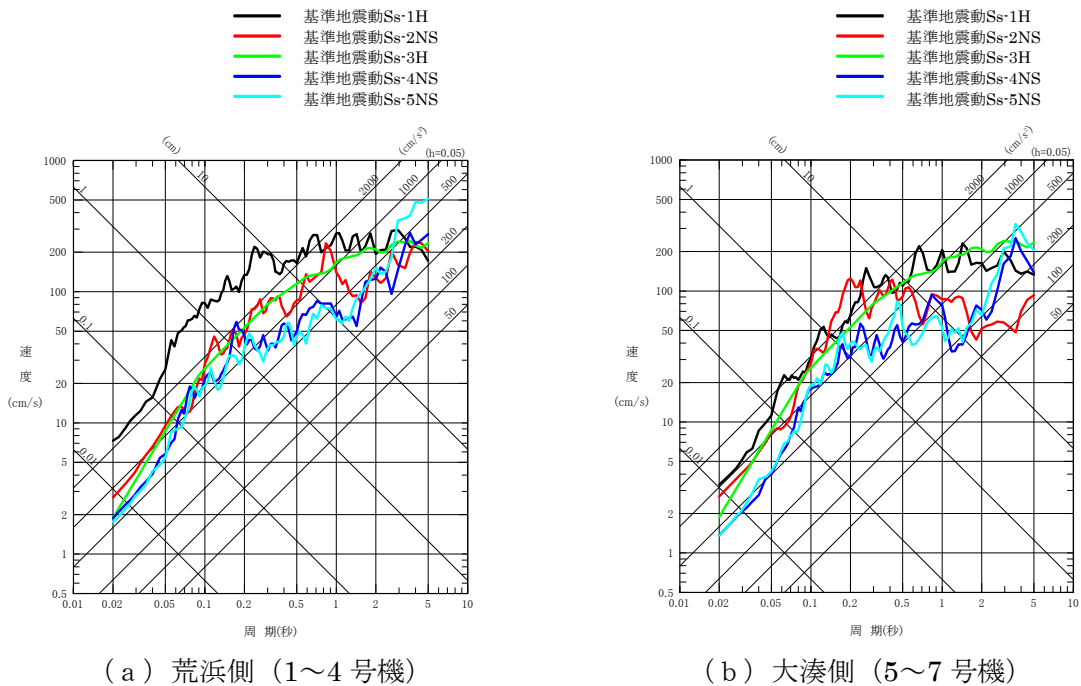 基準地震動Ss-1H
基準地震動Ss-2NS
基準地震動Ss-3H
基準地震動Ss-4NS
基準地震動Ss-5NS
(cm)
(cm/s²)
(h=0.05)
1000
500
200
100
50
20
10
5
2
1
0.5
0.01
0.02
0.05
0.1
0.2
0.5
1
2
5
10
1
10
2000
1000
500
200
100
50
0.1
0.01
速度
(cm/s)
周 期(秒)
(a) 荒浜側 (1～4 号機)
基準地震動Ss-1H
基準地震動Ss-2NS
基準地震動Ss-3H
基準地震動Ss-4NS
基準地震動Ss-5NS
(cm)
(cm/s²)
(h=0.05)
1000
500
200
100
50
20
10
5
2
1
0.5
0.01
0.02
0.05
0.1
0.2
0.5
1
2
5
10
1
10
2000
1000
500
200
100
50
0.1
0.01
速度
(cm/s)
周 期(秒)
(b) 大湊側 (5～7 号機)